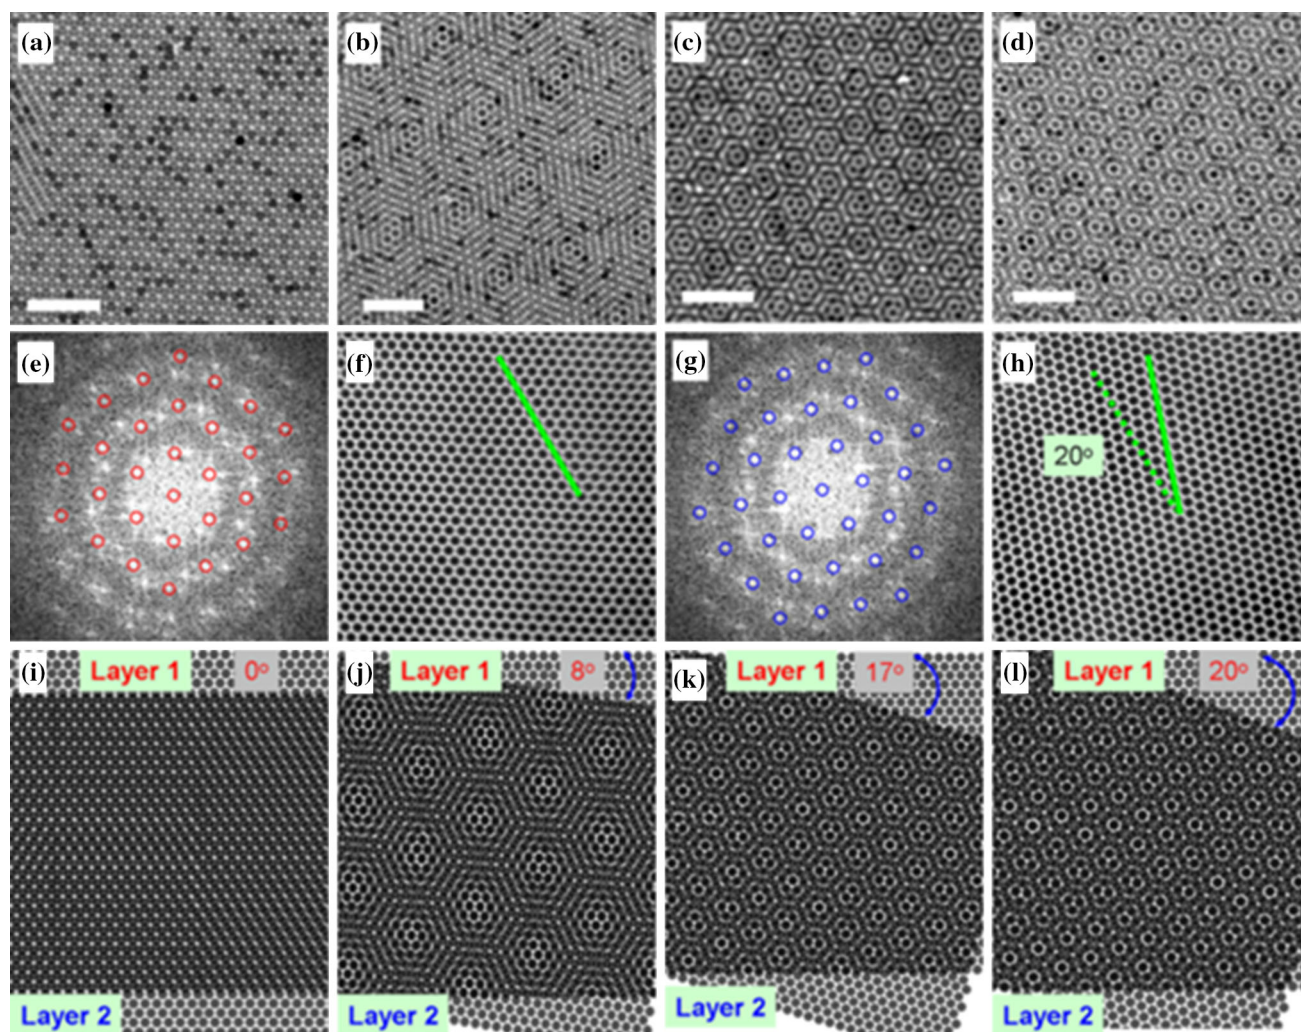 (a)
(b)
(c)
(d)
(e)
(f)
(g)
(h)
20°
(i)
Layer 1
0°
(j)
Layer 1
8°
(k)
Layer 1
17°
(l)
Layer 1
20°
Layer 2
Layer 2
Layer 2
Layer 2